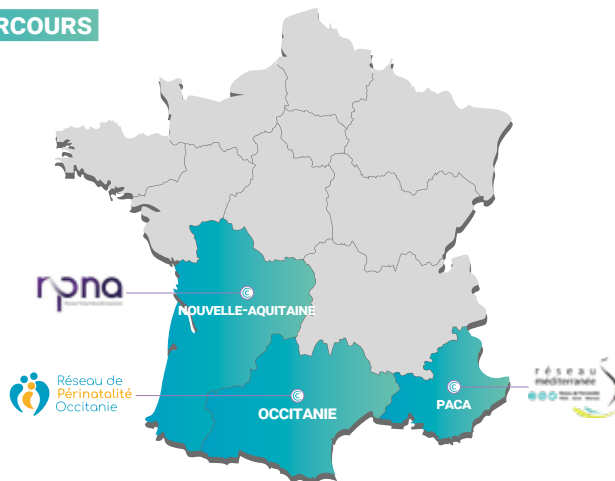 RCOURS
rpna
NOUVELLE-AQUITAINE
Réseau de
Périnatalité
Occitanie
OCCITANIE
PACA
réseau
méditerranée